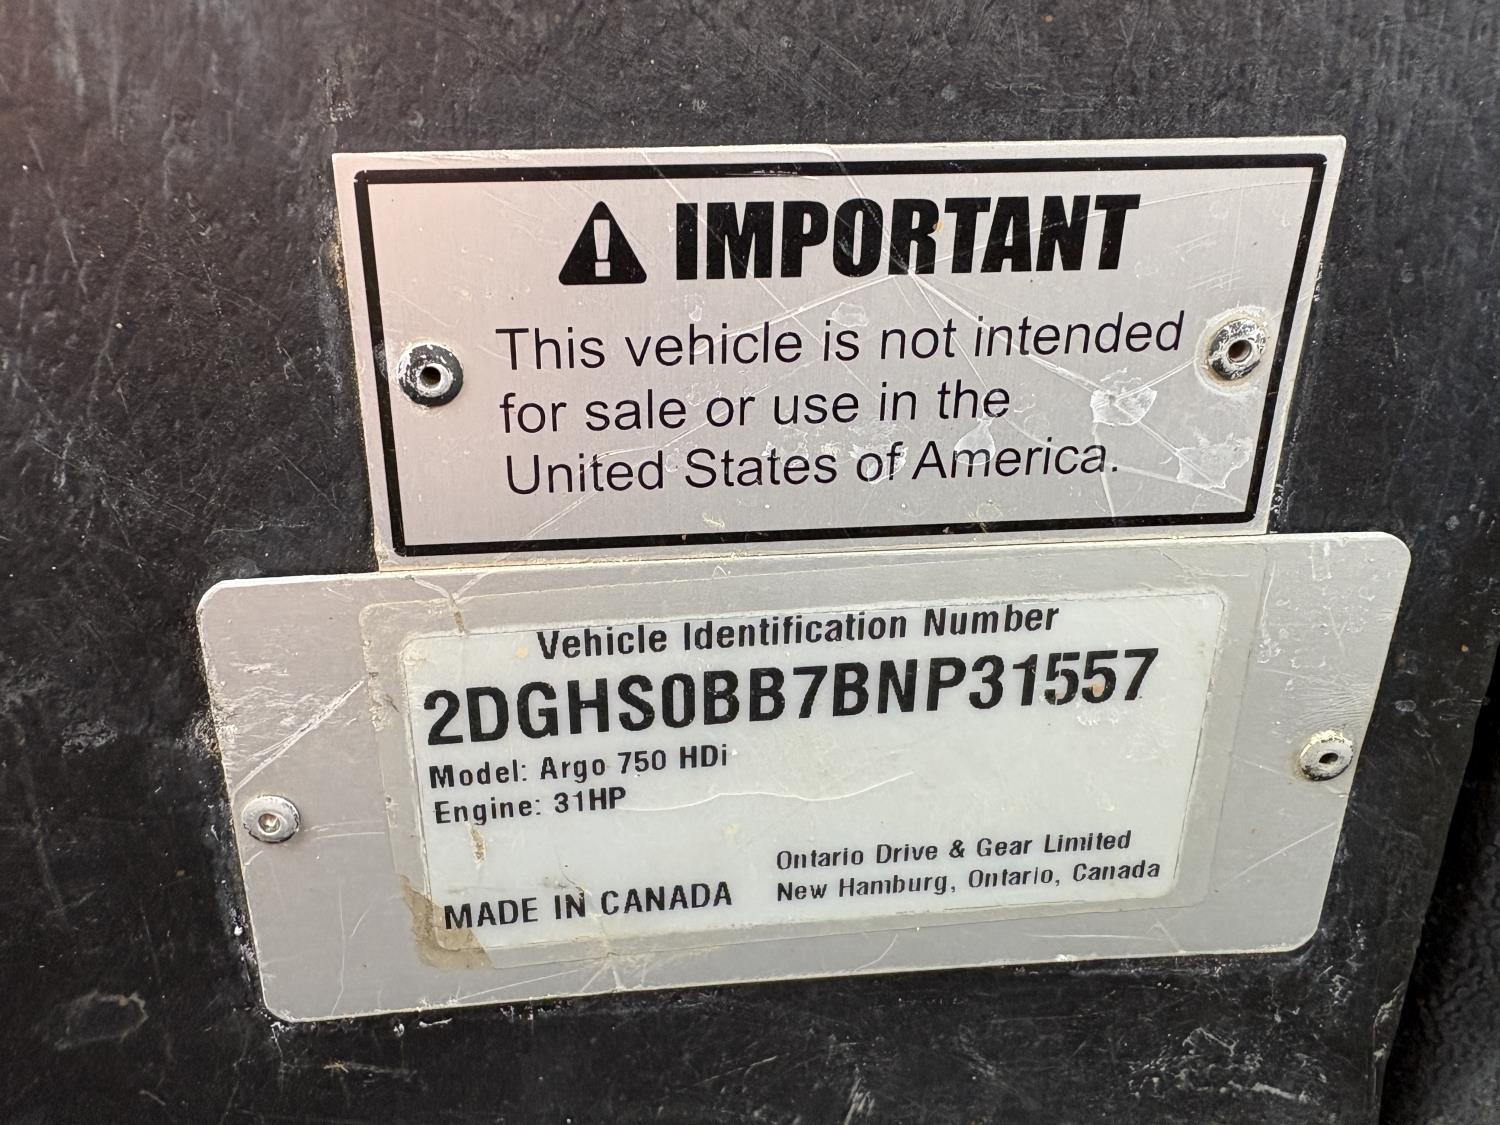 IMPORTANT
This vehicle is not intended
for sale or use in the
United States of America.
Vehicle Identification Number
2DGHS0BB7BNP31557
Model: Argo 750 HDi
Engine: 31HP
MADE IN CANADA
Ontario Drive & Gear Limited
New Hamburg, Ontario, Canada